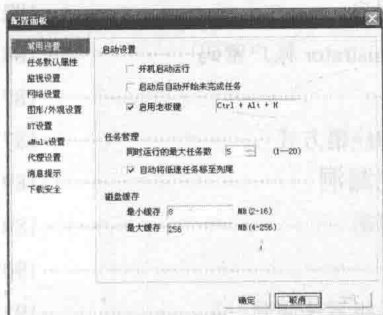 配置面板
常用设置
任务默认属性
监视设置
网络设置
图形/外观设置
BT设置
eMule设置
代理设置
消息提示
下载安全
启动设置
开机启动运行
启动后自动开始未完成任务
启用老板键 Ctrl + Alt + H
任务管理
同时运行的最大任务数 5 (1--20)
自动将低速任务移至列尾
磁盘缓存
最小缓存 8 MB(2-16)
最大缓存 256 MB(4-256)
确定 取消